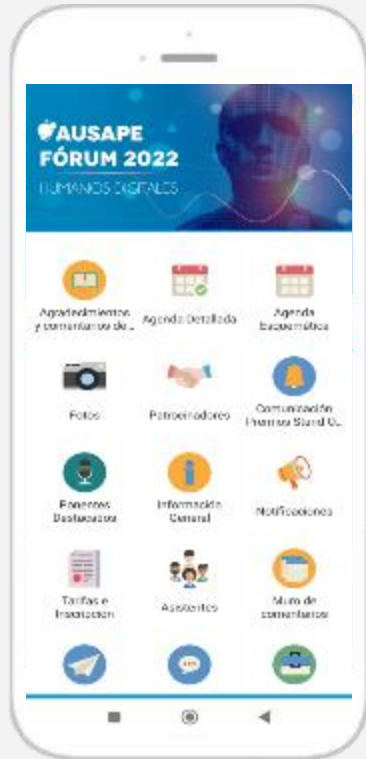 AUSAPE
FÓRUM 2022
HUMANOS DIGITALES
Agradecimientos
y comentarios de...
Agenda Detallada
Agenda
Esquemática
Fotos
Patrocinadores
Comunicación
Premios Stand O...
Ponentes
Destacados
Información
General
Notificaciones
Tarifas e
Inscripción
Asistentes
Muro de
comentarios